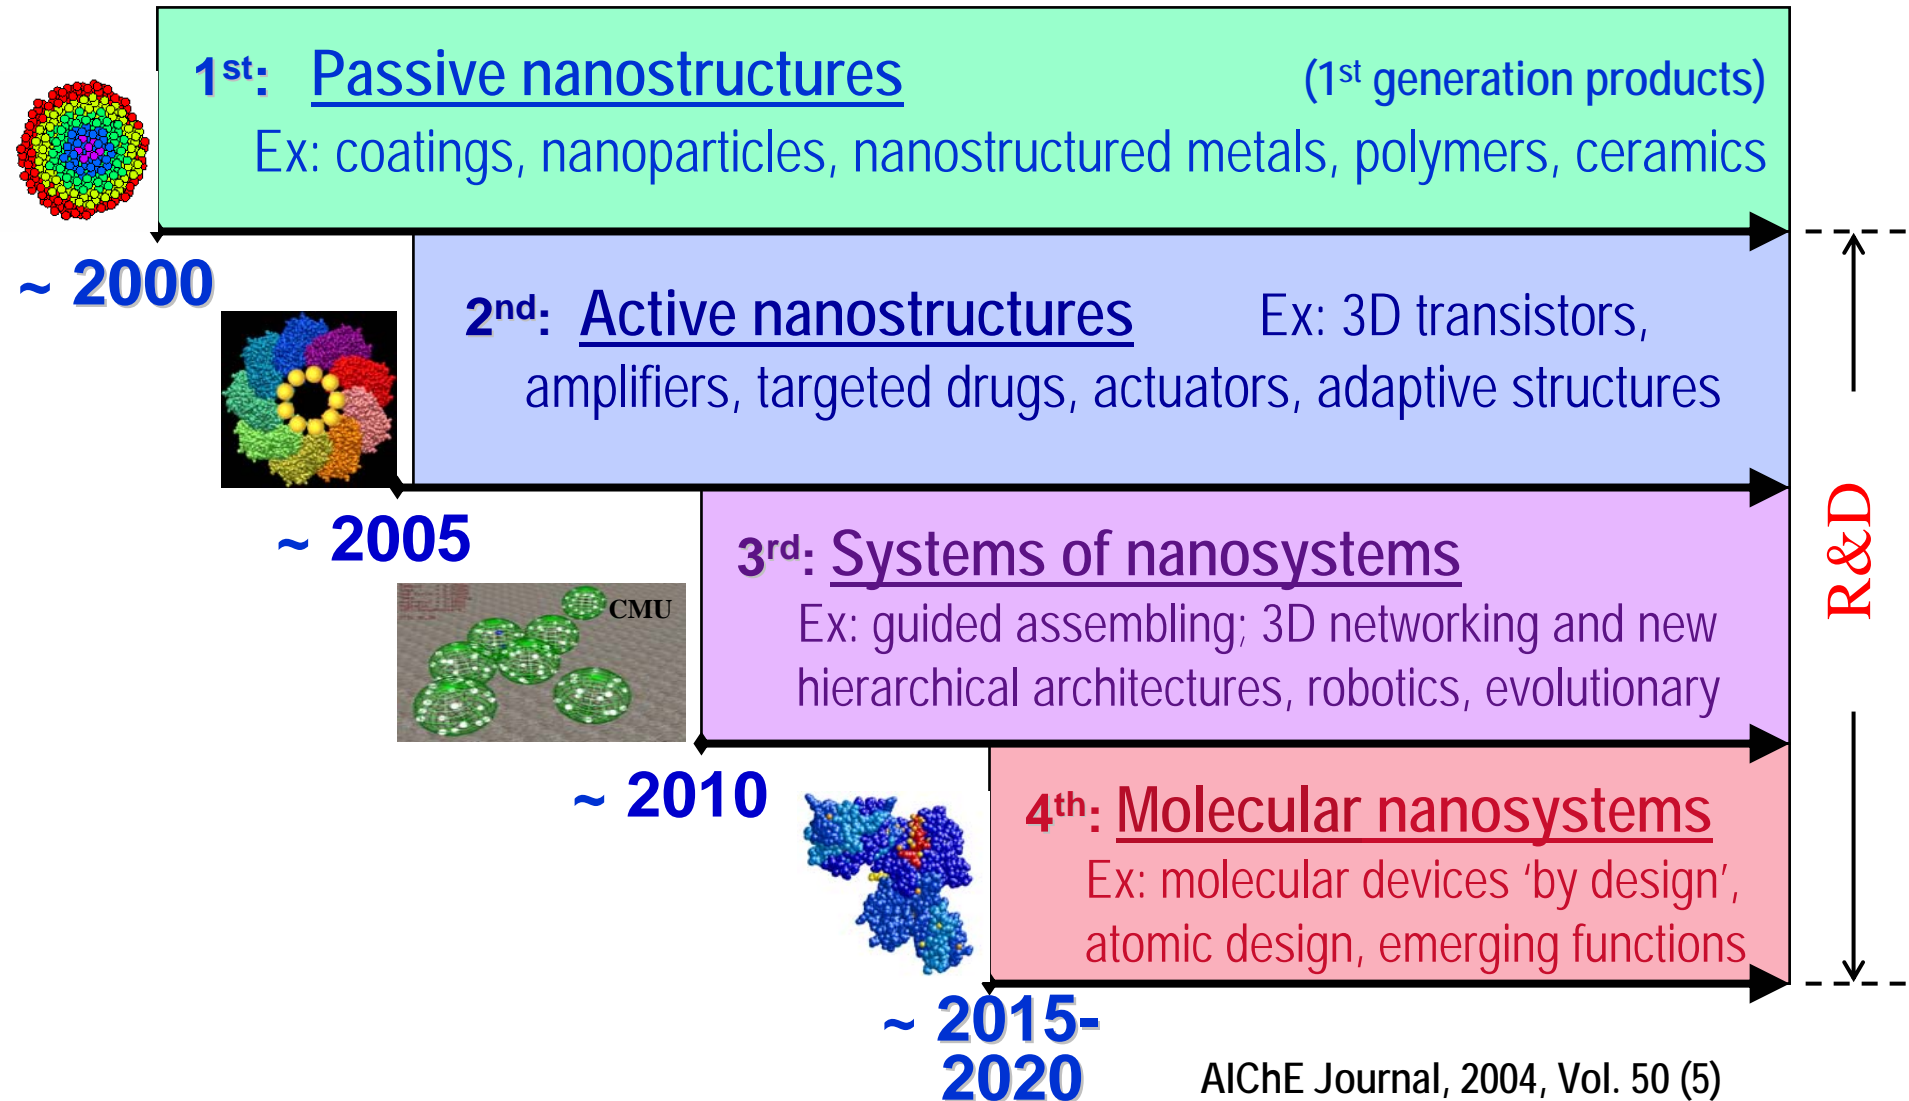 1st: Passive nanostructures (1st generation products)
Ex: coatings, nanoparticles, nanostructured metals, polymers, ceramics
~ 2000
2nd: Active nanostructures Ex: 3D transistors,
amplifiers, targeted drugs, actuators, adaptive structures
~ 2005
CMU
3rd: Systems of nanosystems
Ex: guided assembling; 3D networking and new
hierarchical architectures, robotics, evolutionary
R&D
~ 2010
4th: Molecular nanosystems
Ex: molecular devices ‘by design’,
atomic design, emerging functions
~ 2015-
2020
AIChE Journal, 2004, Vol. 50 (5)